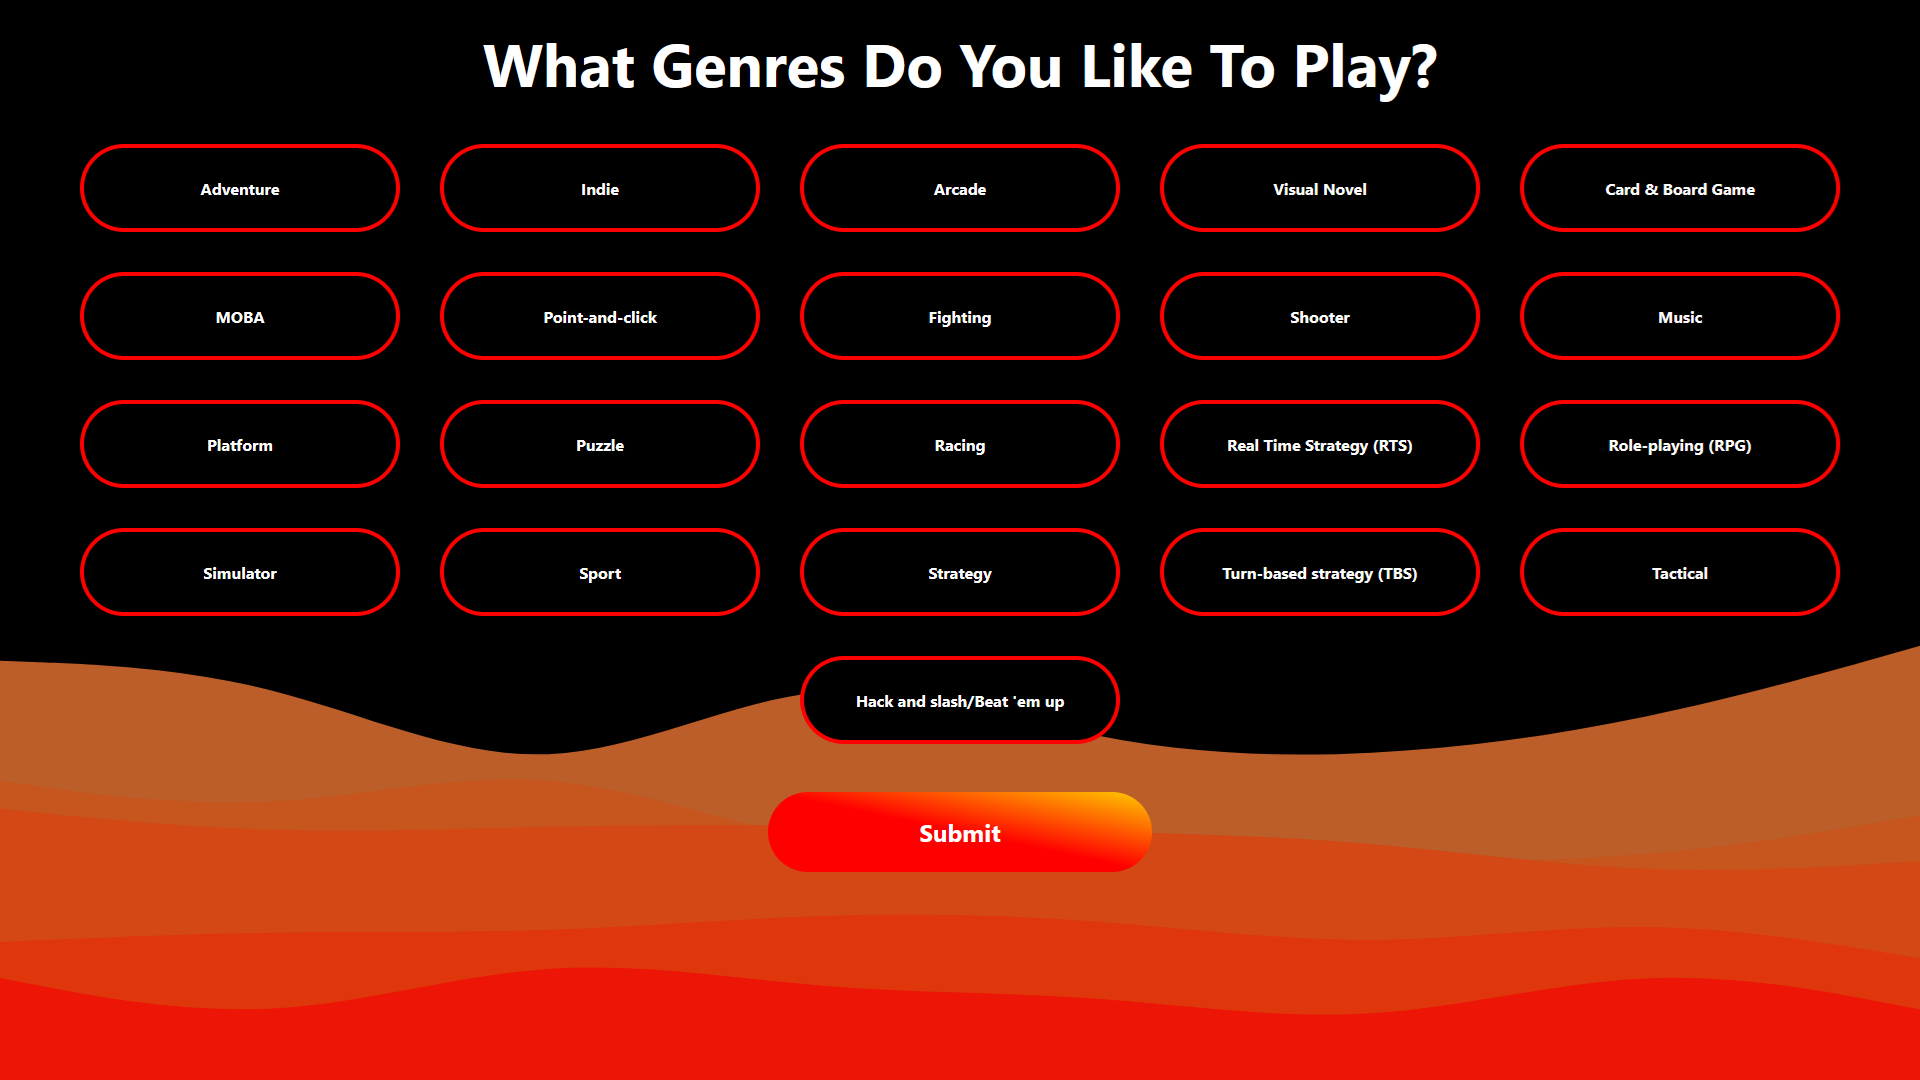 What Genres Do You Like To Play?
Adventure
Indie
Arcade
Visual Novel
Card & Board Game
MOBA
Point-and-click
Fighting
Shooter
Music
Platform
Puzzle
Racing
Real Time Strategy (RTS)
Role-playing (RPG)
Simulator
Sport
Strategy
Turn-based strategy (TBS)
Tactical
Hack and slash/Beat 'em up
Submit